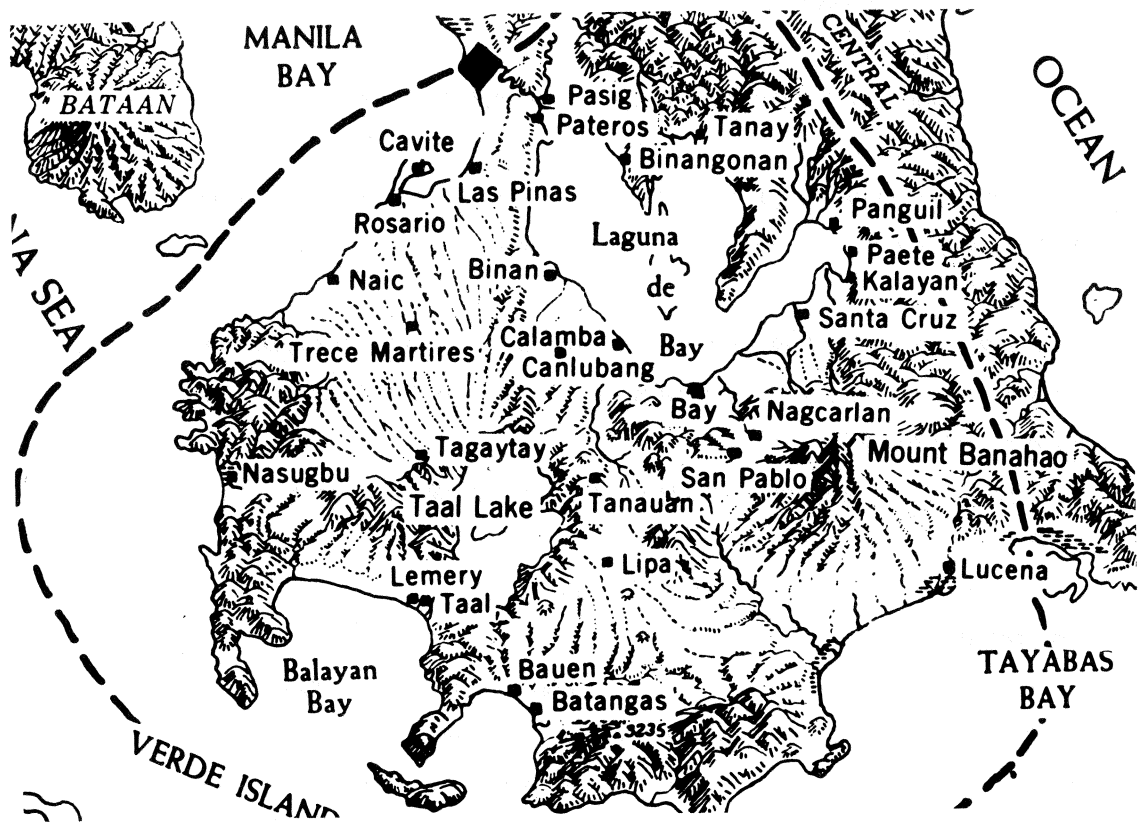 MANILA
BAY
CENTRAL
OCEAN
BATAAN
Pasig
Pateros
Tanay
Cavite
Binangonan
Las Pinas
Rosario
Panguil
Laguna
de
Bay
Paete
Kalayan
SEA
Naic
Binan
Santa Cruz
Trece Martires
Calamba
Canlubang
Bay
Nagcarlan
Tagaytay
Mount Banahao
Nasugbu
San Pablo
Taal Lake
Tanauan
Lipa
Lucena
Lemery
Taal
Balayan
Bay
Bauen
Batangas
3235
TAYABAS
BAY
VERDE ISLAND